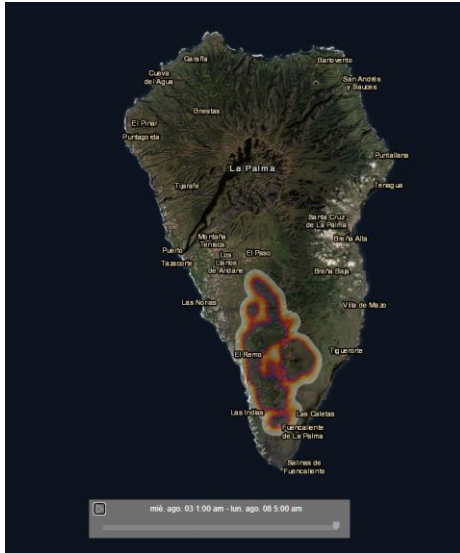 Garafía
Barlovento
Cueva
del Agua
San Andrés
y Sauces
Briestas
El Pinar
Puntagorda
Puntallana
La Palma
Tijarafe
Tenagua
Santa Cruz
de La Palma
Breña Alta
Montaña
Tenisca
Puerto
Tazacorte
Los
Llanos
de Aridane
El Paso
Breña Baja
Las Norias
Villa de Mazo
El Remo
Tiguerorte
Las Indias
Las Caletas
Fuencaliente
de La Palma
Salinas de
Fuencaliente
mié. ago. 03 1:00 am - lun. ago. 08 5:00 am